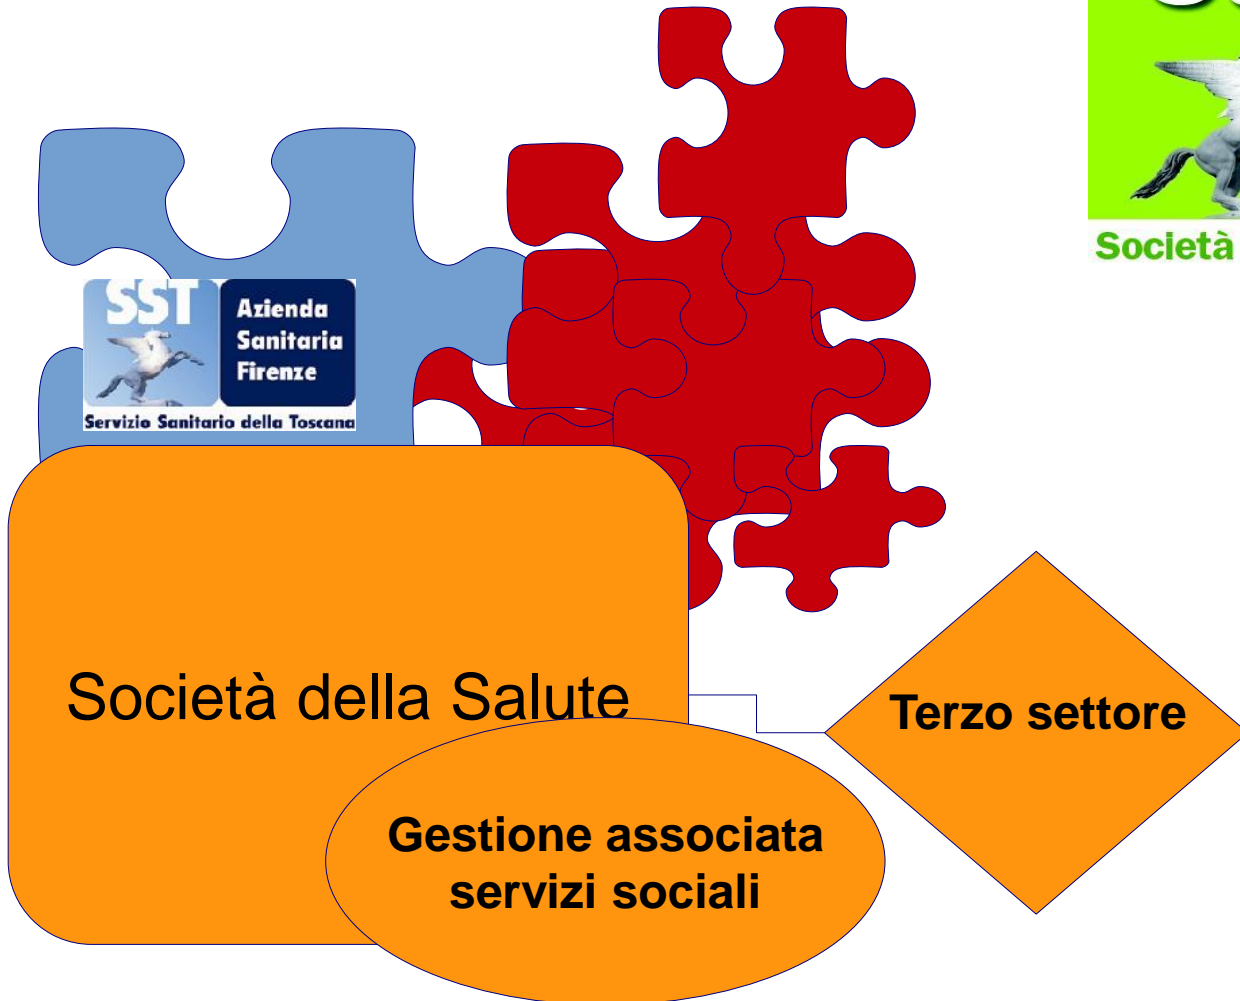 Società
SST
Azienda
Sanitaria
Firenze
Servizio Sanitario della Toscana
Società della Salute
Terzo settore
Gestione associata
servizi sociali